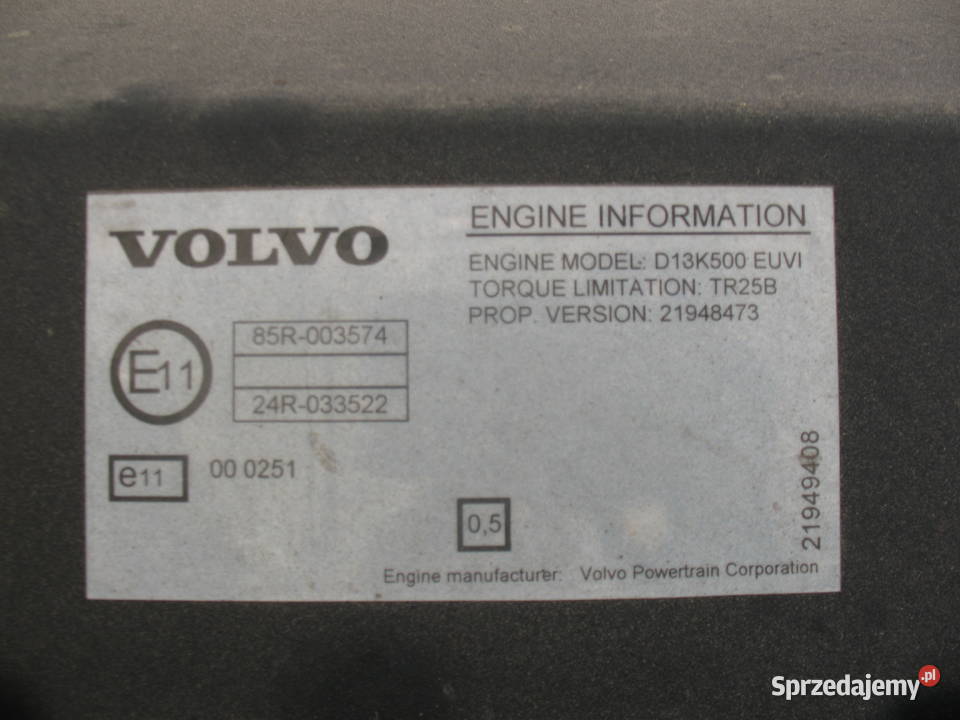 VOLVO
ENGINE INFORMATION
ENGINE MODEL: D13K500 EUVI
TORQUE LIMITATION: TR25B
PROP. VERSION: 21948473
E11
85R-003574
24R-033522
e11
00 0251
0,5
21949408
Engine manufacturer: Volvo Powertrain Corporation
Sprzedajemy.pl